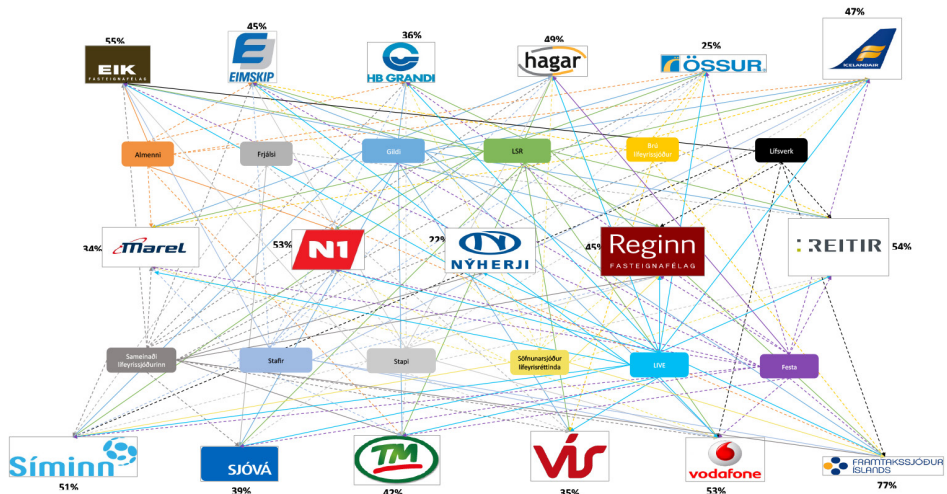 55%
45%
36%
49%
25%
47%
EIK
FASTEIGNAFÉLAG
EIMSKIP
HB GRANDI
hagar
ÖSSUR
ICELANDAIR
Almenni
Frjálsi
Gildi
LSR
Brú
lífeyrissjóður
Lífsverk
34%
Marel
53%
N1
22%
NÝHERJI
45%
Reginn
FASTEIGNAFÉLAG
REITIR
54%
Sameinaði
lífeyrissjóðurinn
Stafir
Stapi
Söfnunarsjóður
lífeyrisréttinda
LIVE
Festa
Síminn
51%
SJÓVÁ
39%
TM
42%
VÍS
35%
vodafone
53%
FRAMTAKSSJÓÐUR
ÍSLANDS
77%